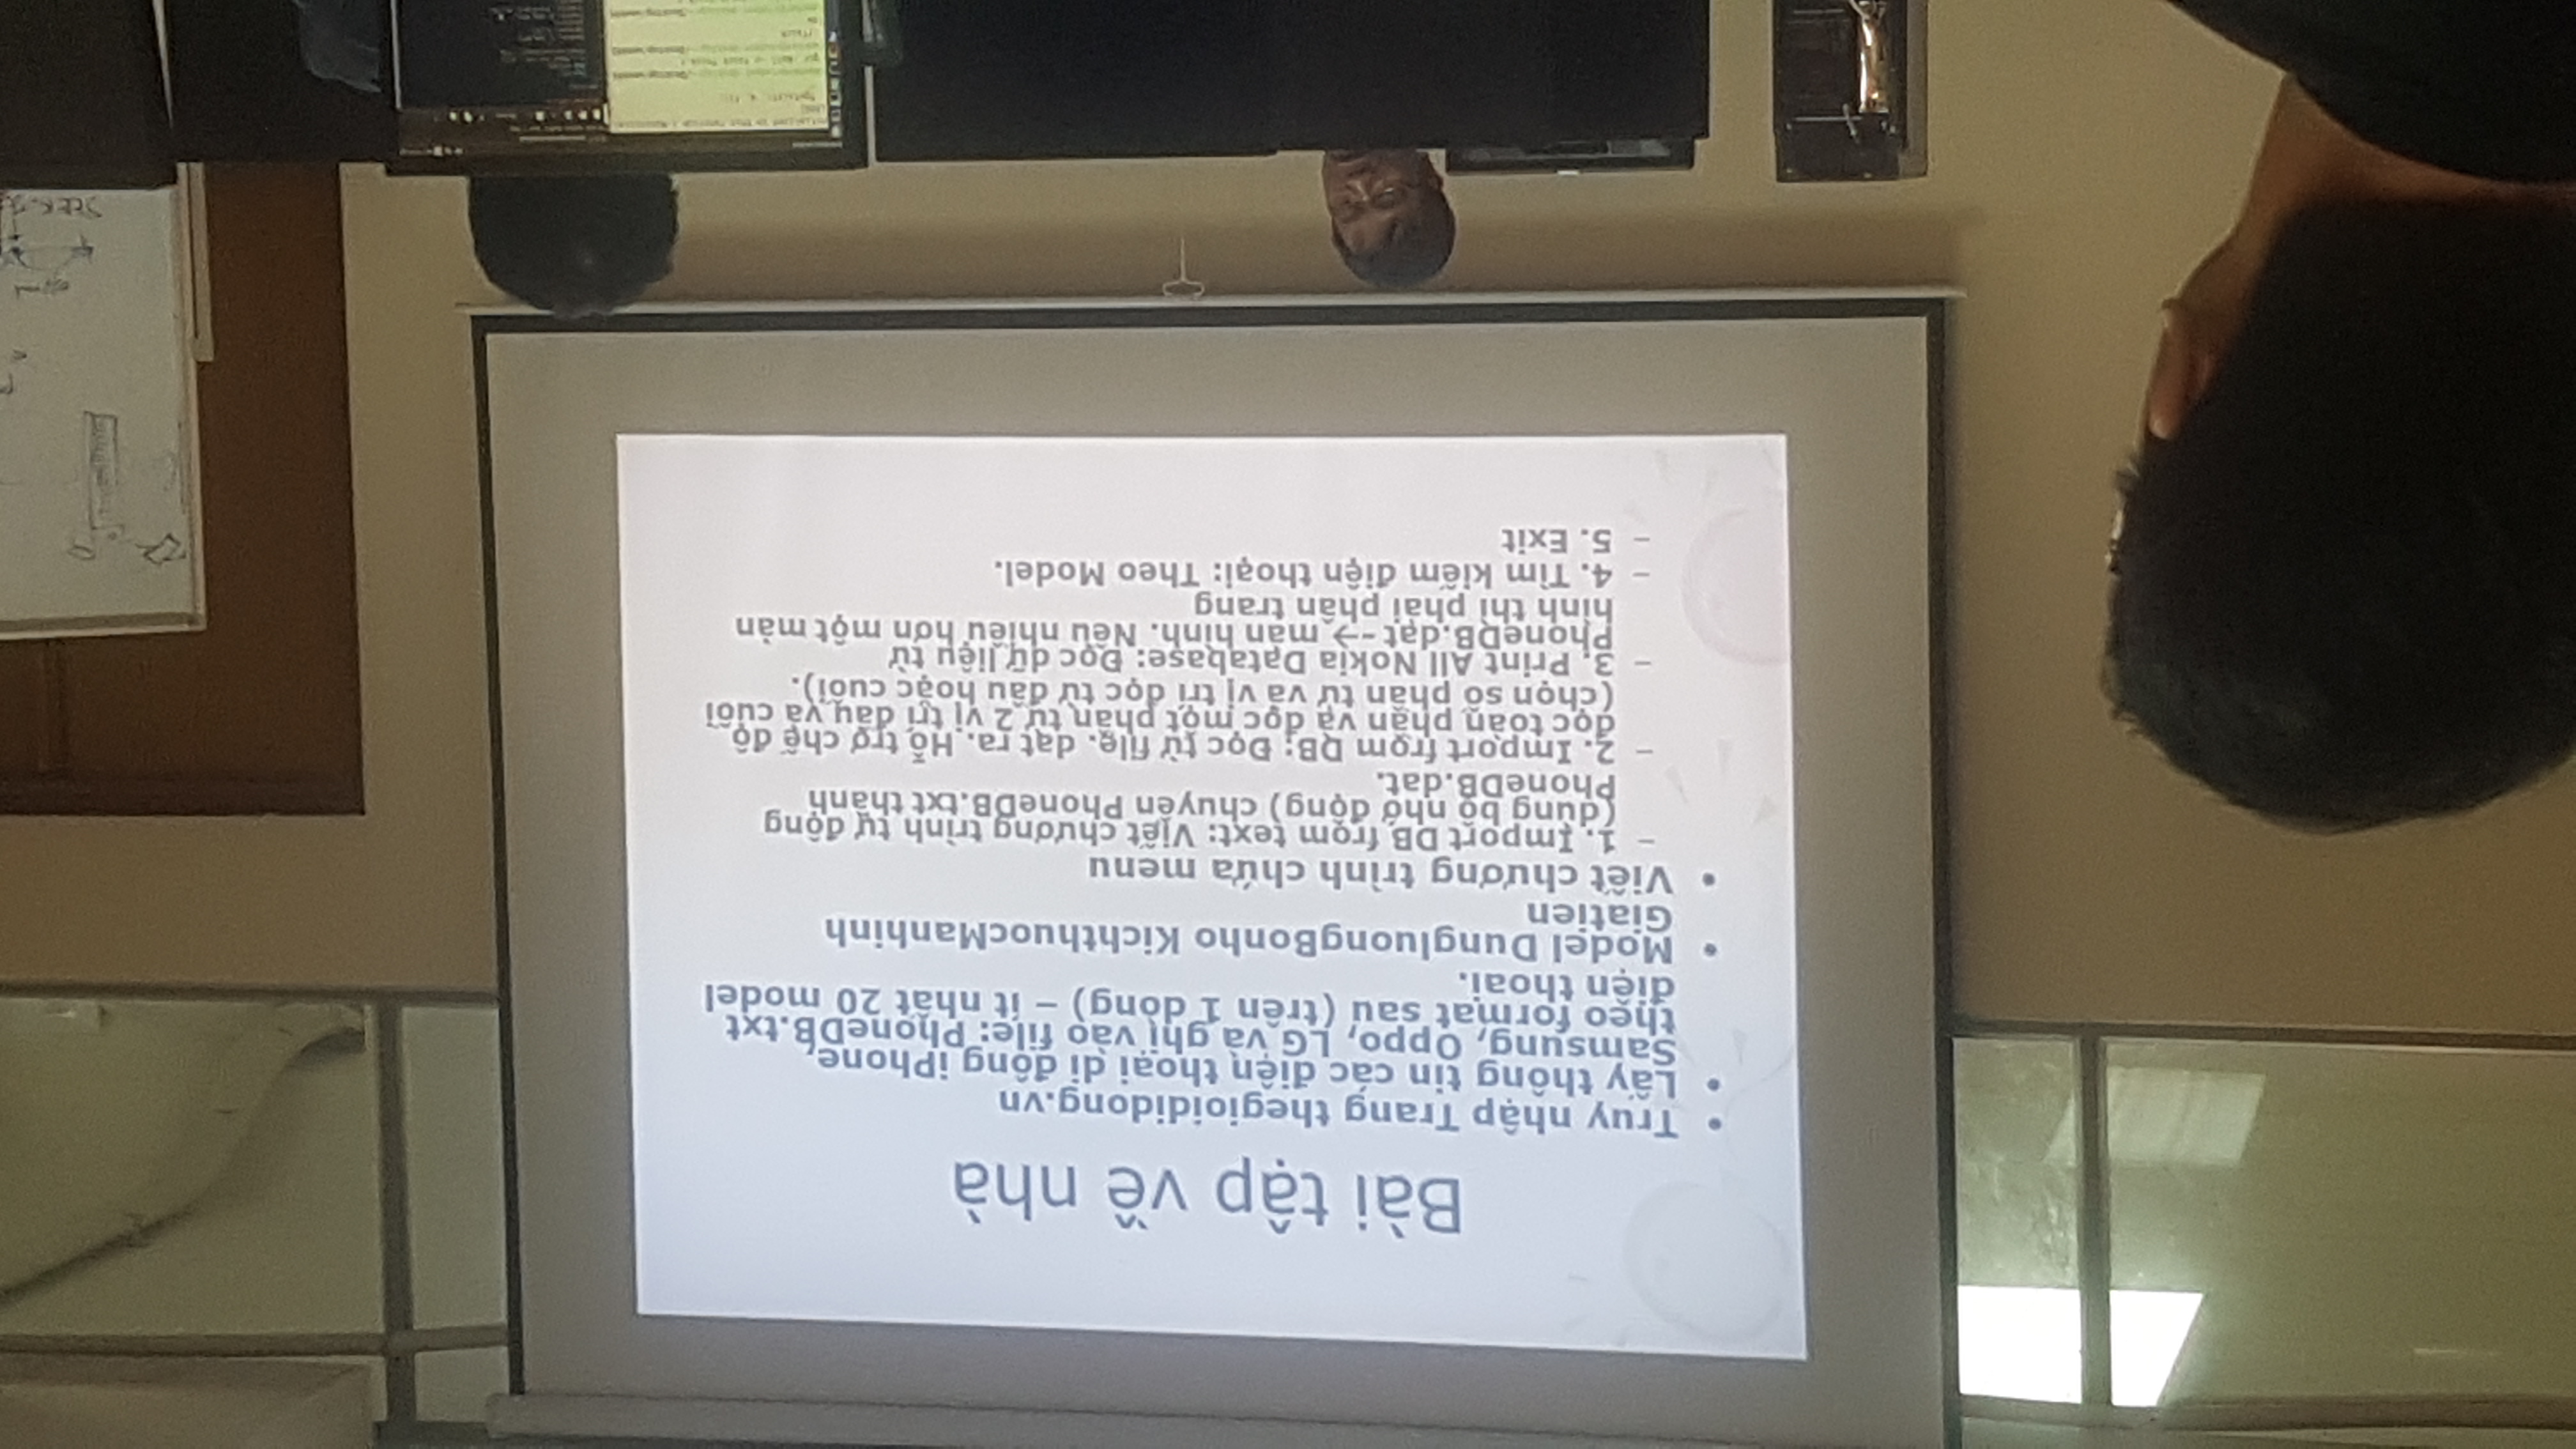 Bài tập về nhà
• Truy nhập Trang thegioididong.vn
• Lấy thông tin các điện thoại di động iPhone,
Samsung, Oppo, LG và ghi vào file: PhoneDB.txt
theo format sau (trên 1 dòng) – ít nhất 20 model
điện thoai.
• Model DungluongBonho KichthuocManhinh
Giatien
• Viết chương trình chứa menu
– 1. Import DB from text: Viết chương trình tự động
(dùng bộ nhớ động) chuyển PhoneDB.txt thành
PhoneDB.dat.
– 2. Import from DB: Đọc từ file. dat ra. Hỗ trợ chế độ
đọc toàn phần và đọc một phần từ 2 vị trí đầu và cuối
(chọn số phần tử và vị trí đọc từ đầu hoặc cuối).
– 3. Print All Nokia Database: Đọc dữ liệu từ
PhoneDB.dat --> màn hình. Nếu nhiều hơn một màn
hình thì phải phân trang
– 4. Tìm kiếm điện thoại: Theo Model.
– 5. Exit
SEEK